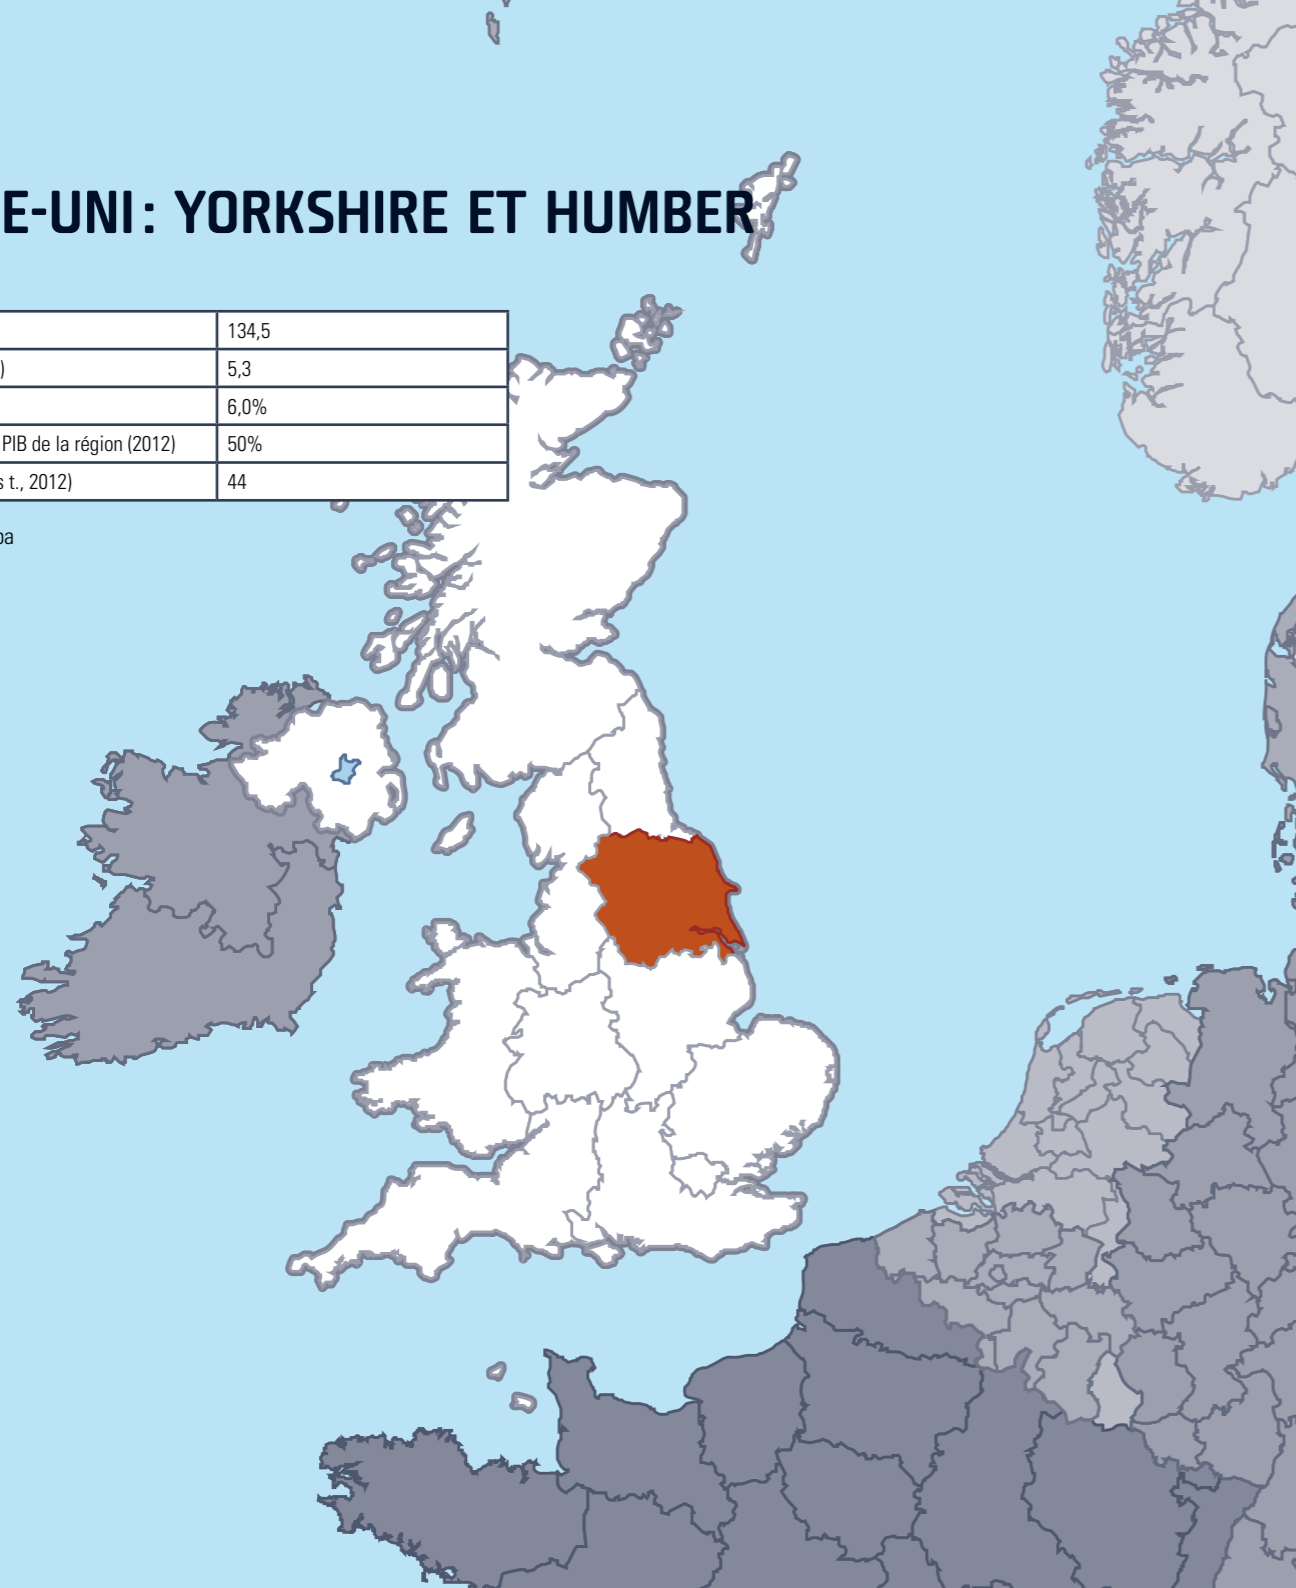 E-UNI : YORKSHIRE ET HUMBER
134,5
) 5,3
6,0%
PIB de la région (2012) 50%
s t., 2012) 44
pa